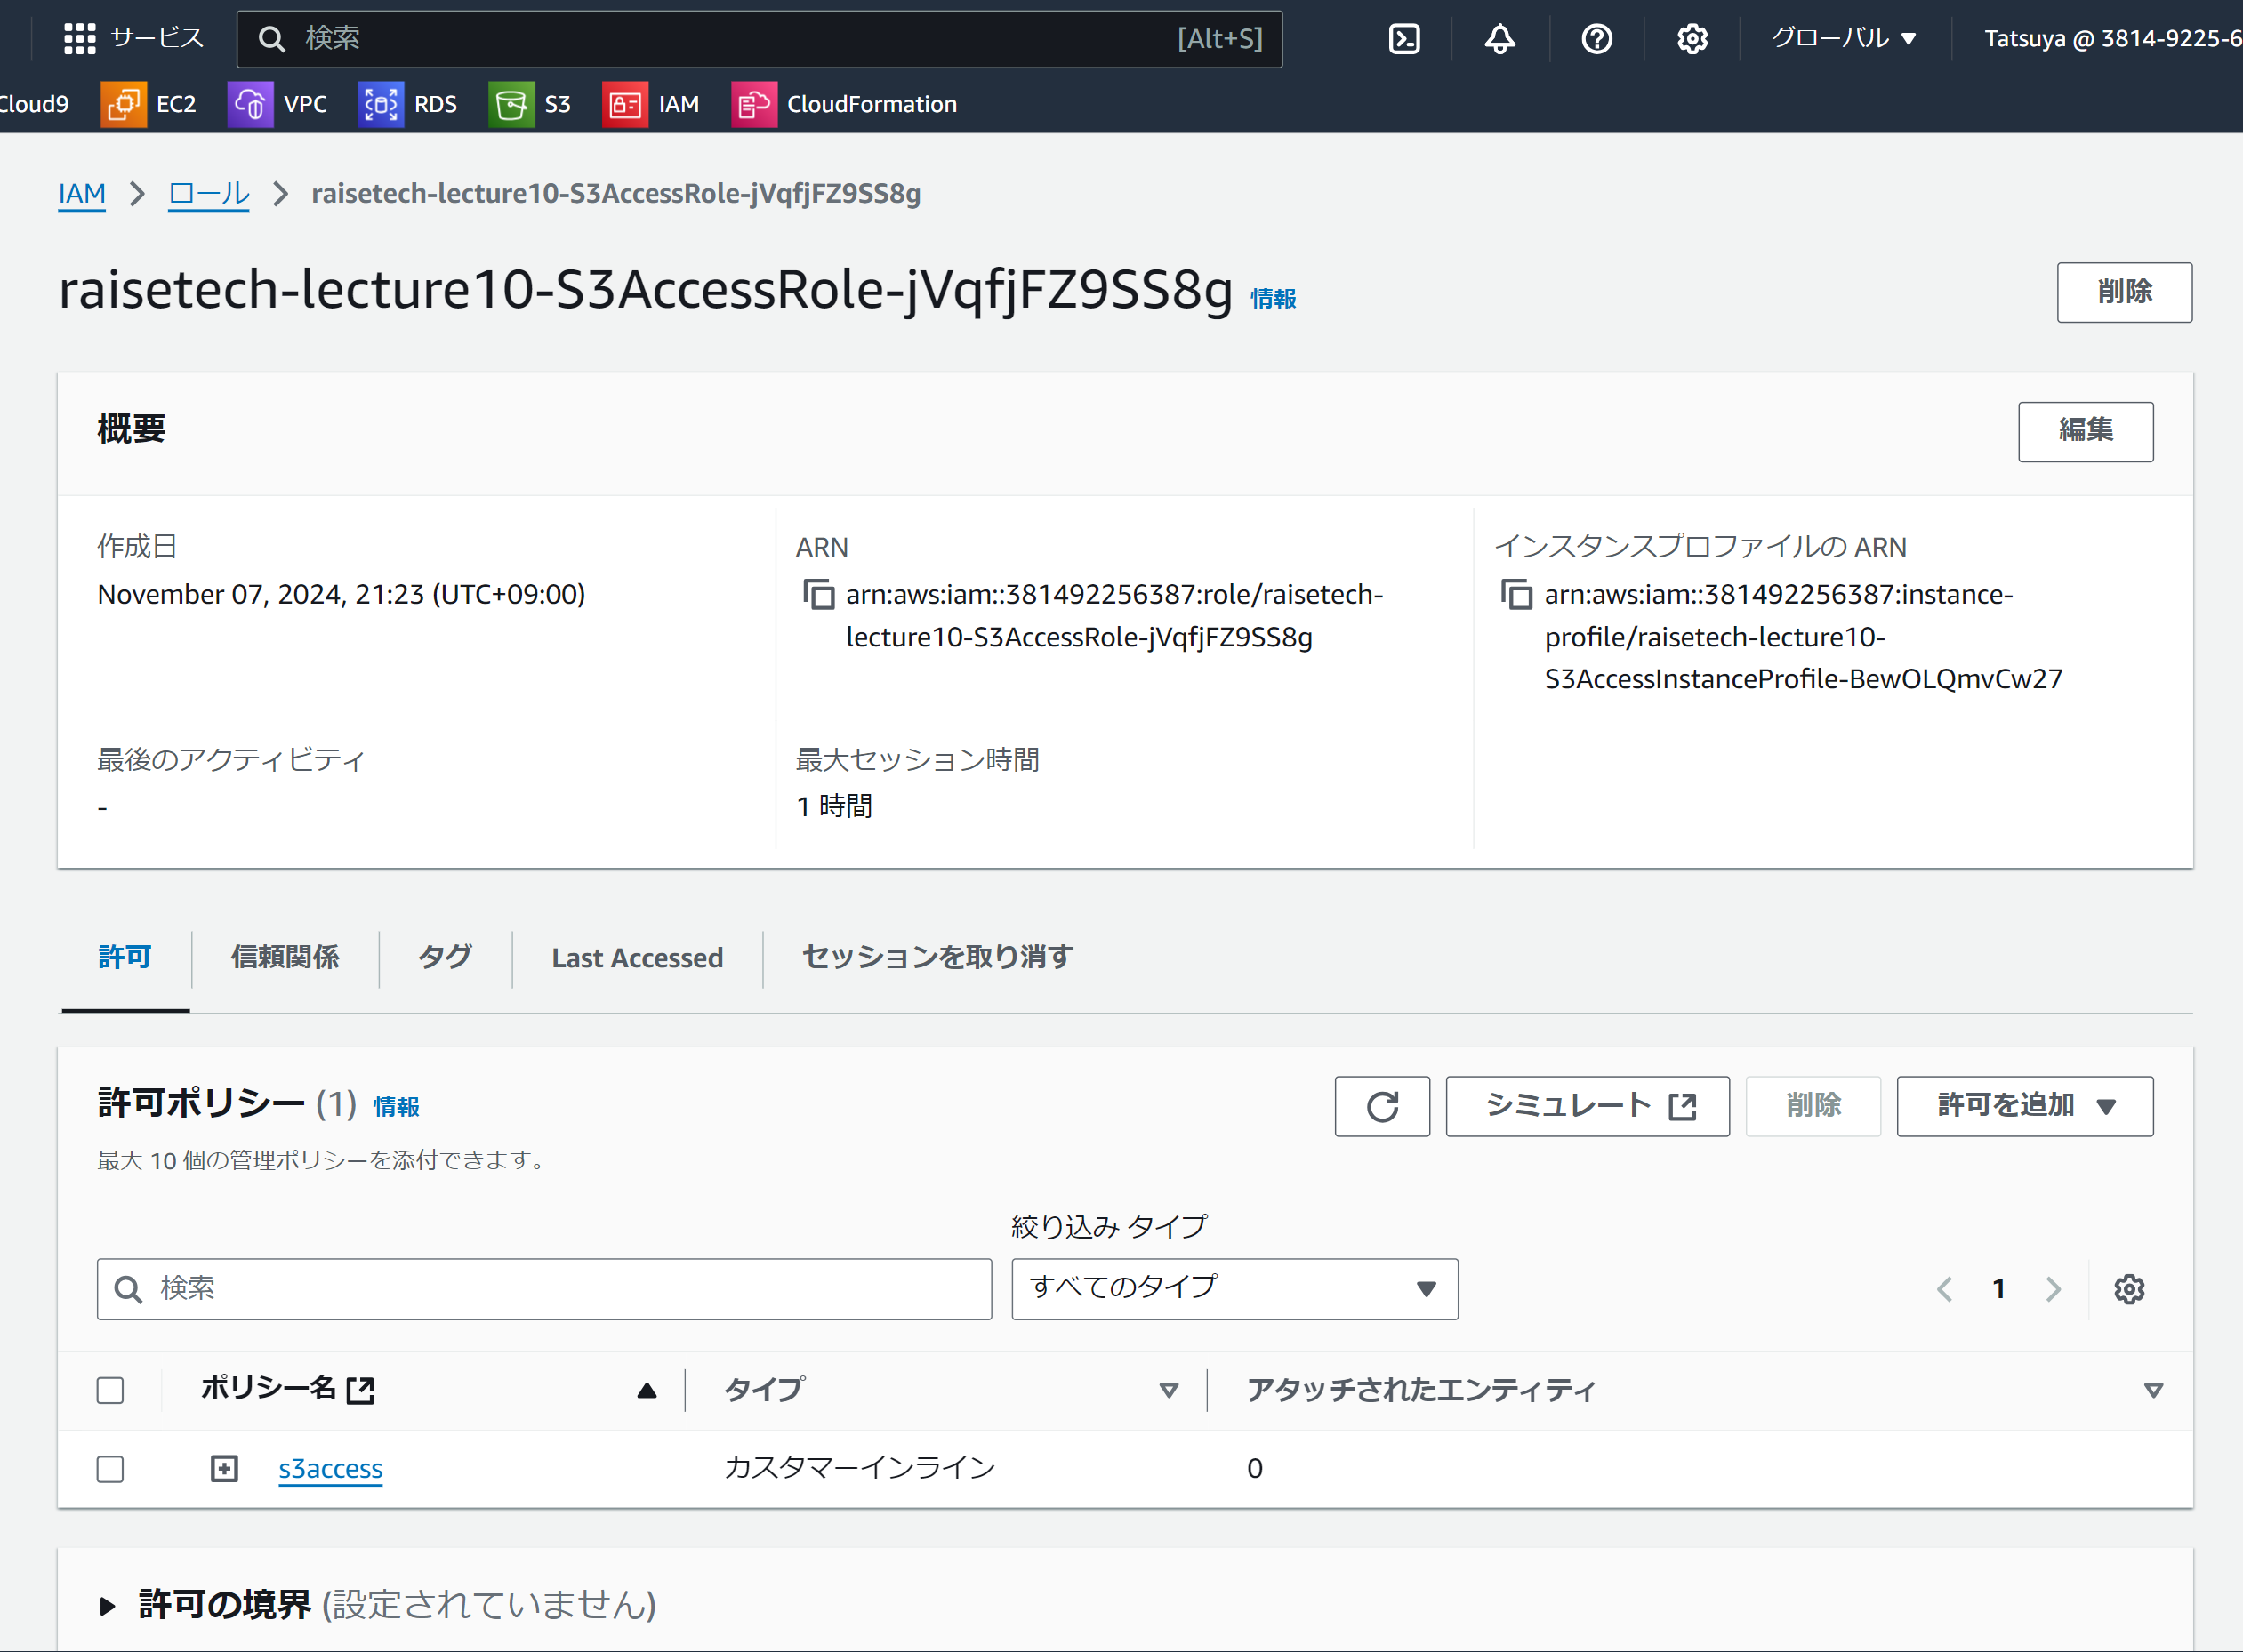 サービス
検索
[Alt+S]
グローバル
Tatsuya @ 3814-9225-6
Cloud9
EC2
VPC
RDS
S3
IAM
CloudFormation
IAM
ロール
raisetech-lecture10-S3AccessRole-jVqfjFZ9SS8g
raisetech-lecture10-S3AccessRole-jVqfjFZ9SS8g 情報
削除
概要
編集
作成日
November 07, 2024, 21:23 (UTC+09:00)
ARN
arn:aws:iam::381492256387:role/raisetech-
lecture10-S3AccessRole-jVqfjFZ9SS8g
インスタンスプロファイルの ARN
arn:aws:iam::381492256387:instance-
profile/raisetech-lecture10-
S3AccessInstanceProfile-BewOLQmvCw27
最後のアクティビティ
-
最大セッション時間
1 時間
許可
信頼関係
タグ
Last Accessed
セッションを取り消す
許可ポリシー (1) 情報
シミュレート
削除
許可を追加
最大 10 個の管理ポリシーを添付できます。
絞り込み タイプ
検索
すべてのタイプ
1
ポリシー名
タイプ
アタッチされたエンティティ
s3access
カスタマーインライン
0
許可の境界 (設定されていません)